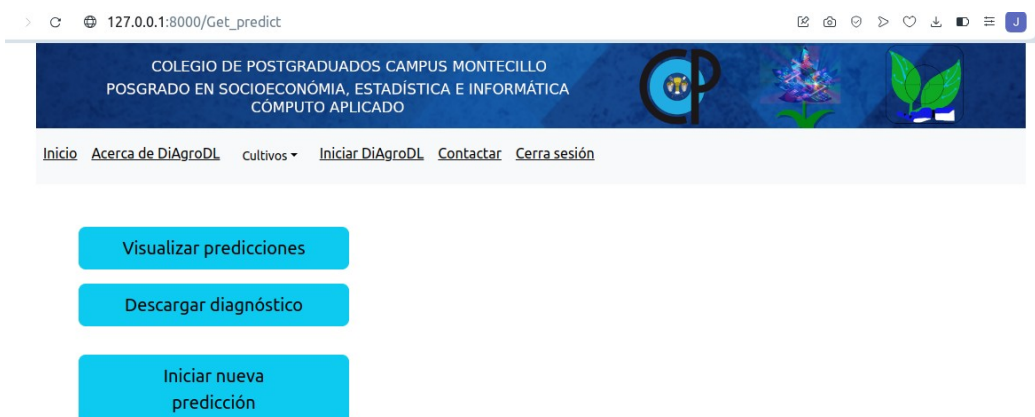 127.0.0.1:8000/Get_predict
J
COLEGIO DE POSTGRADUADOS CAMPUS MONTECILLO
POSGRADO EN SOCIOECONÓMIA, ESTADÍSTICA E INFORMÁTICA
CÓMPUTO APLICADO
CP
Inicio Acerca de DiAgroDL Cultivos Iniciar DiAgroDL Contactar Cerra sesión
Visualizar predicciones
Descargar diagnóstico
Iniciar nueva
predicción